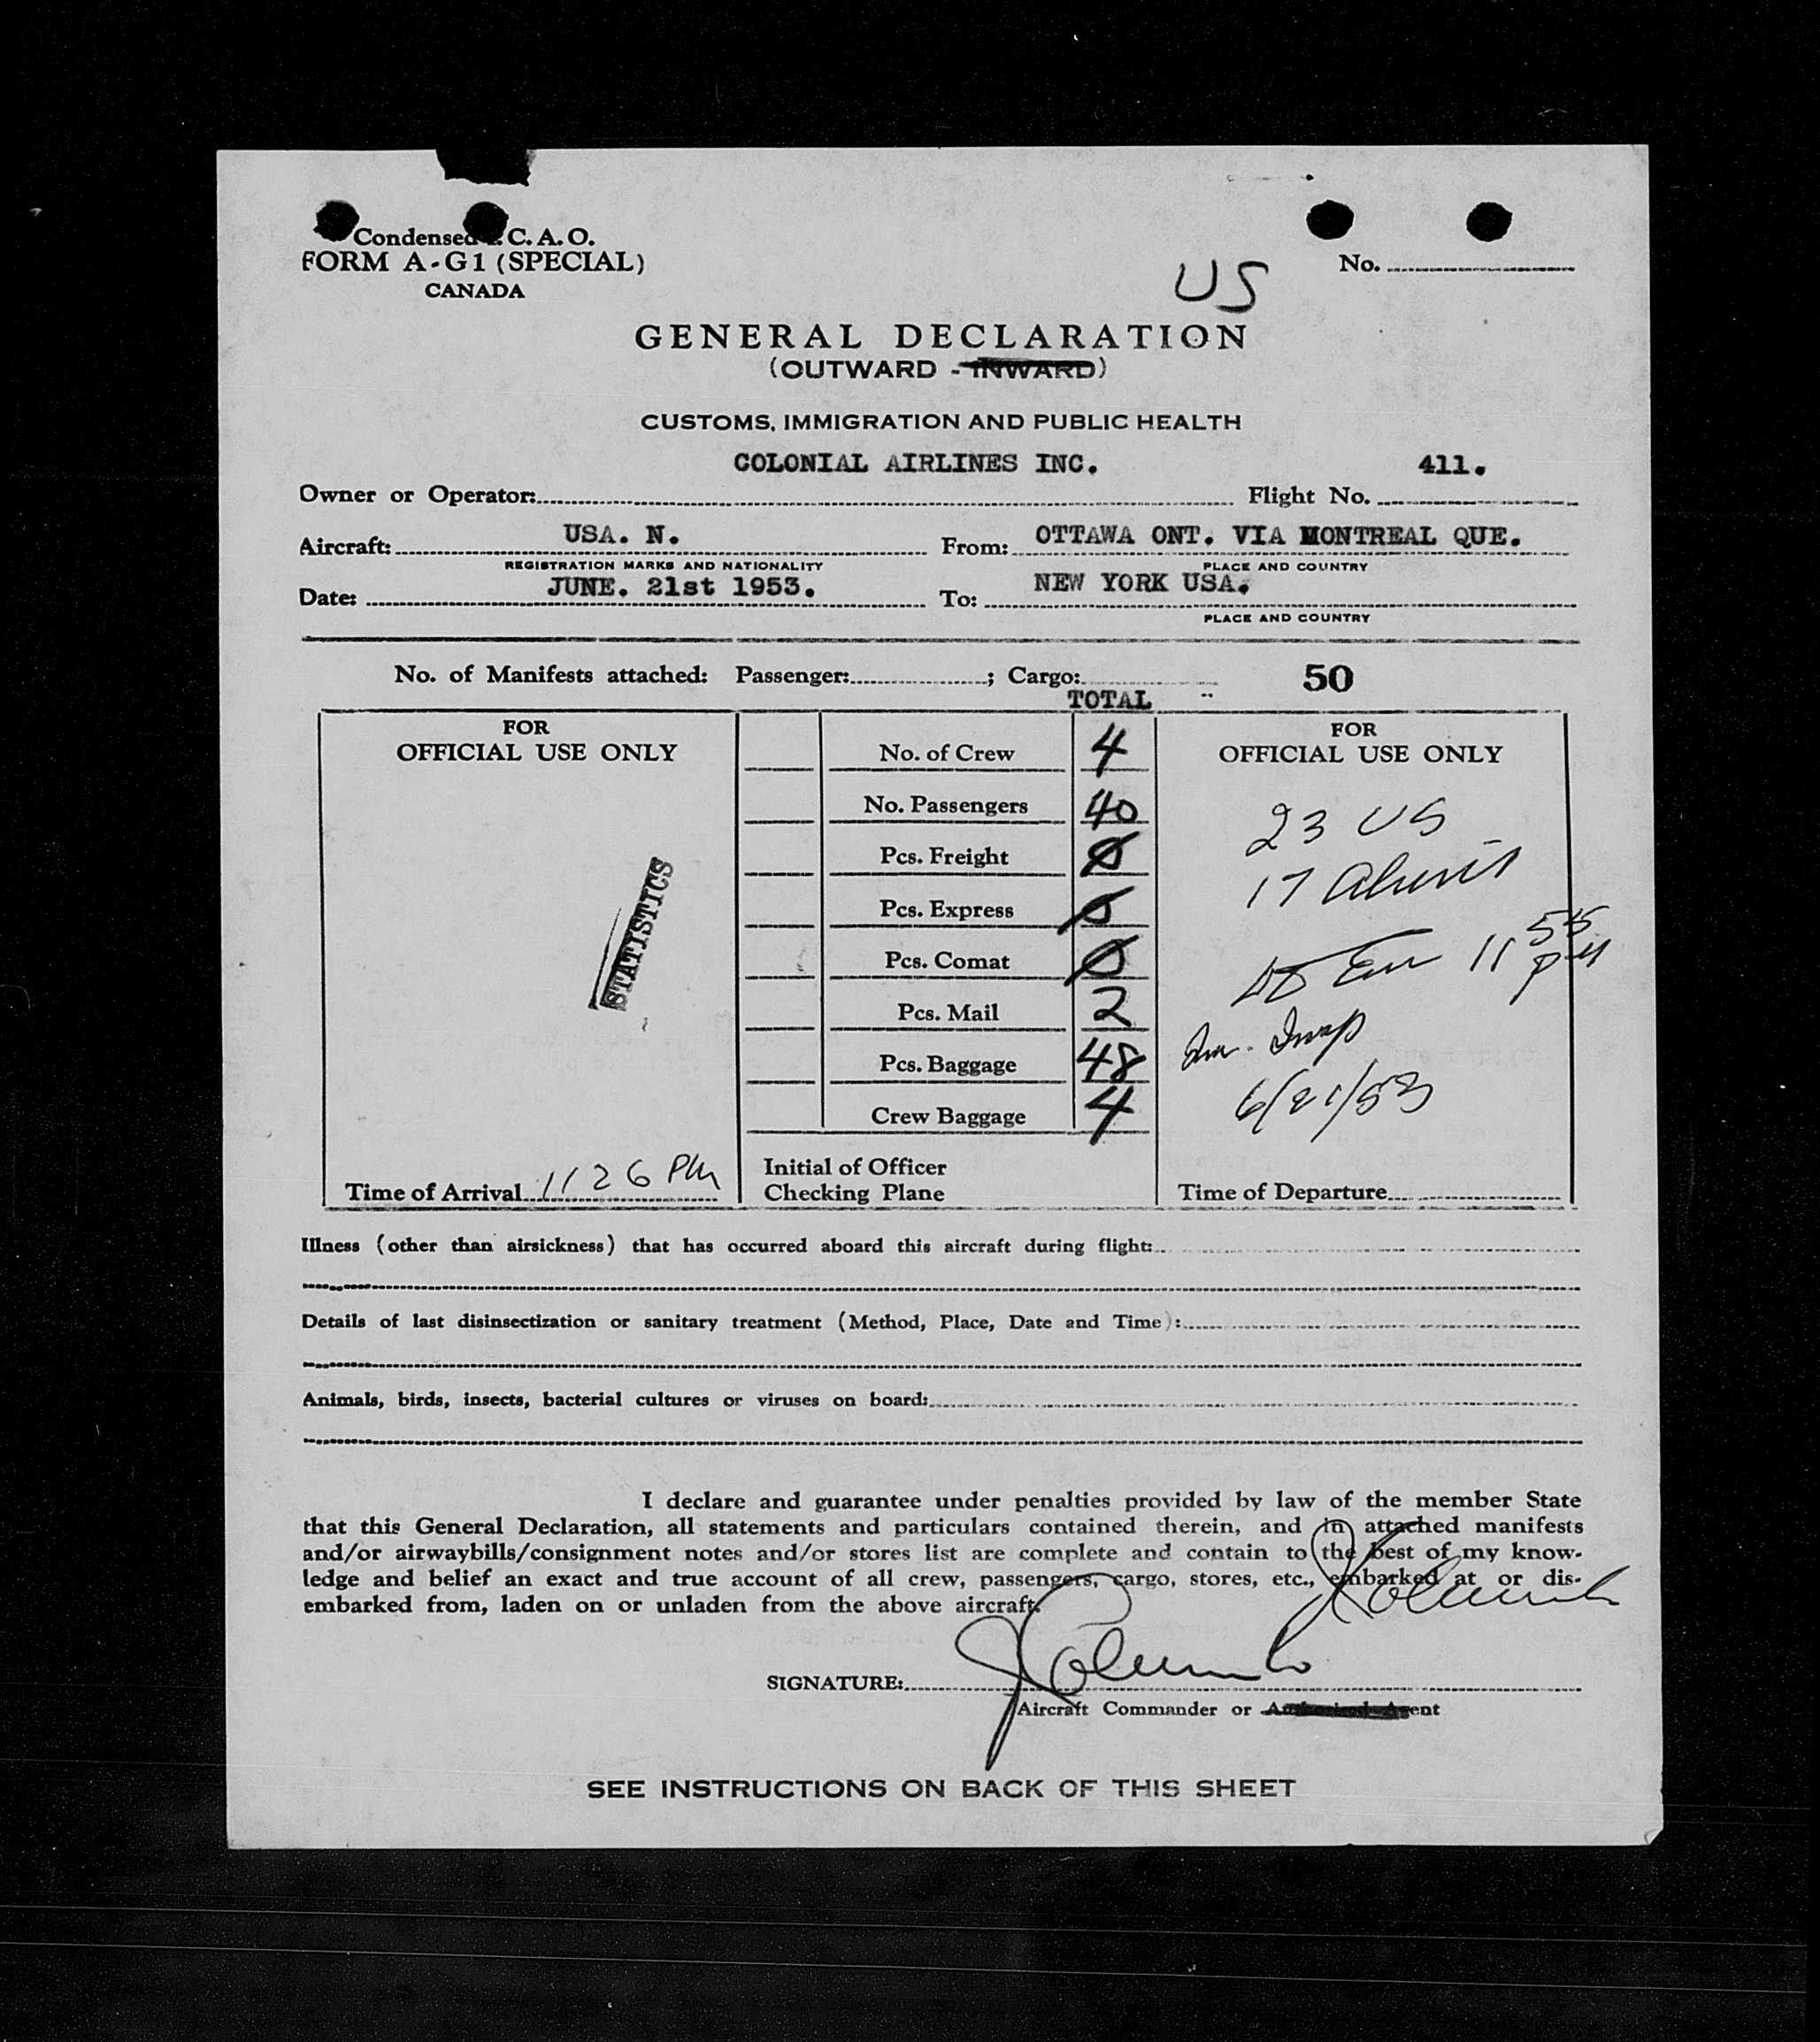 Condensed I. C. A. O.
FORM A-G1 (SPECIAL)
CANADA
No.
US
GENERAL DECLARATION
(OUTWARD - INWARD)
CUSTOMS, IMMIGRATION AND PUBLIC HEALTH
COLONIAL AIRLINES INC. 411.
Owner or Operator: Flight No.
Aircraft: USA. N. From: OTTAWA ONT. VIA MONTREAL QUE.
REGISTRATION MARKS AND NATIONALITY PLACE AND COUNTRY
Date: JUNE. 21st 1953. To: NEW YORK USA.
PLACE AND COUNTRY
No. of Manifests attached: Passenger: ; Cargo: 50
TOTAL
FOR
OFFICIAL USE ONLY
STATISTICS
Time of Arrival 11 26 PM
No. of Crew 4
No. Passengers 40
Pcs. Freight Ø
Pcs. Express Ø
Pcs. Comat Ø
Pcs. Mail 2
Pcs. Baggage 48
Crew Baggage 4
Initial of Officer
Checking Plane
FOR
OFFICIAL USE ONLY
23 US
17 Aliens
11 55
PM
6/21/53
Time of Departure
Illness (other than airsickness) that has occurred aboard this aircraft during flight:
Details of last disinsectization or sanitary treatment (Method, Place, Date and Time):
Animals, birds, insects, bacterial cultures or viruses on board:
I declare and guarantee under penalties provided by law of the member State
that this General Declaration, all statements and particulars contained therein, and in attached manifests
and/or airwaybills/consignment notes and/or stores list are complete and contain to the best of my know-
ledge and belief an exact and true account of all crew, passengers, cargo, stores, etc., embarked at or dis-
embarked from, laden on or unladen from the above aircraft.
SIGNATURE:
Aircraft Commander or Authorized Agent
SEE INSTRUCTIONS ON BACK OF THIS SHEET